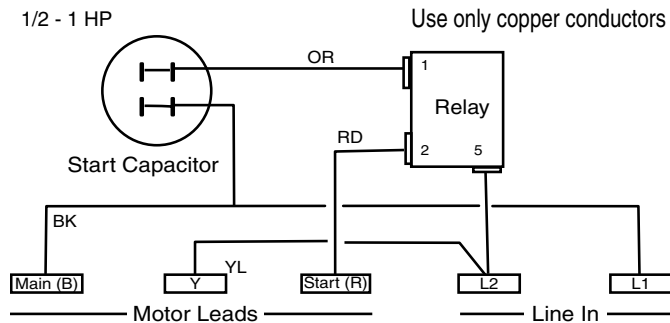 1/2 - 1 HP
Use only copper conductors
OR
1
Relay
RD
2
5
Start Capacitor
BK
YL
Main (B)
Y
Start (R)
L2
L1
Motor Leads
Line In